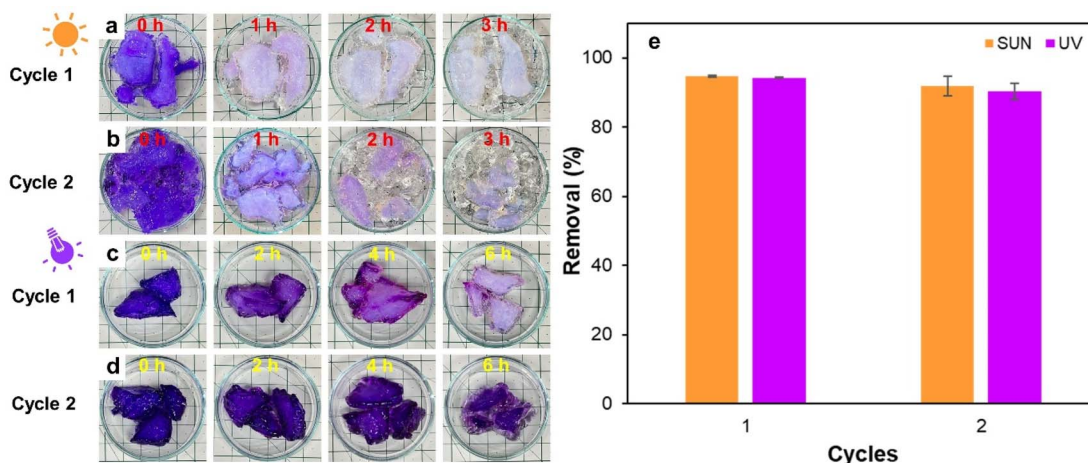 a 0 h 1 h 2 h 3 h
Cycle 1
b 0 h 1 h 2 h 3 h
Cycle 2
c 0 h 2 h 4 h 6 h
Cycle 1
d 0 h 2 h 4 h 6 h
Cycle 2
e
SUN UV
100
80
60
40
20
0
Removal (%)
1 2
Cycles